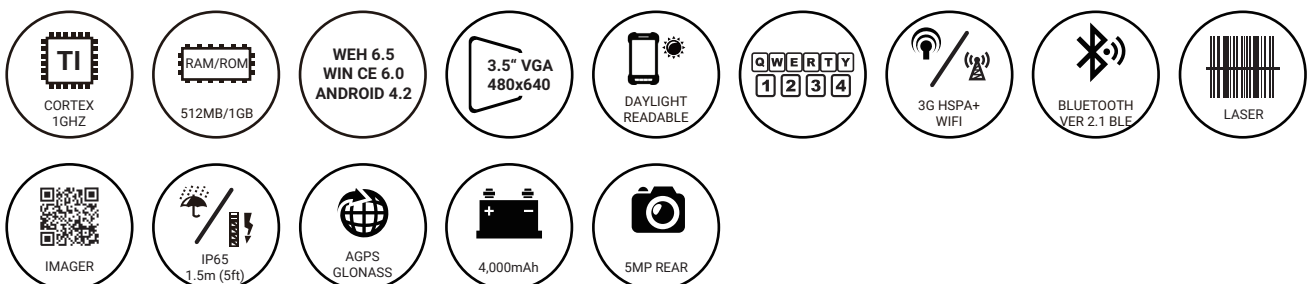 TI
CORTEX
1GHZ
RAM/ROM
512MB/1GB
WEH 6.5
WIN CE 6.0
ANDROID 4.2
3.5“ VGA
480x640
DAYLIGHT
READABLE
QWERTY
1234
3G HSPA+
WIFI
BLUETOOTH
VER 2.1 BLE
LASER
IMAGER
IP65
1.5m (5ft)
AGPS
GLONASS
4,000mAh
5MP REAR